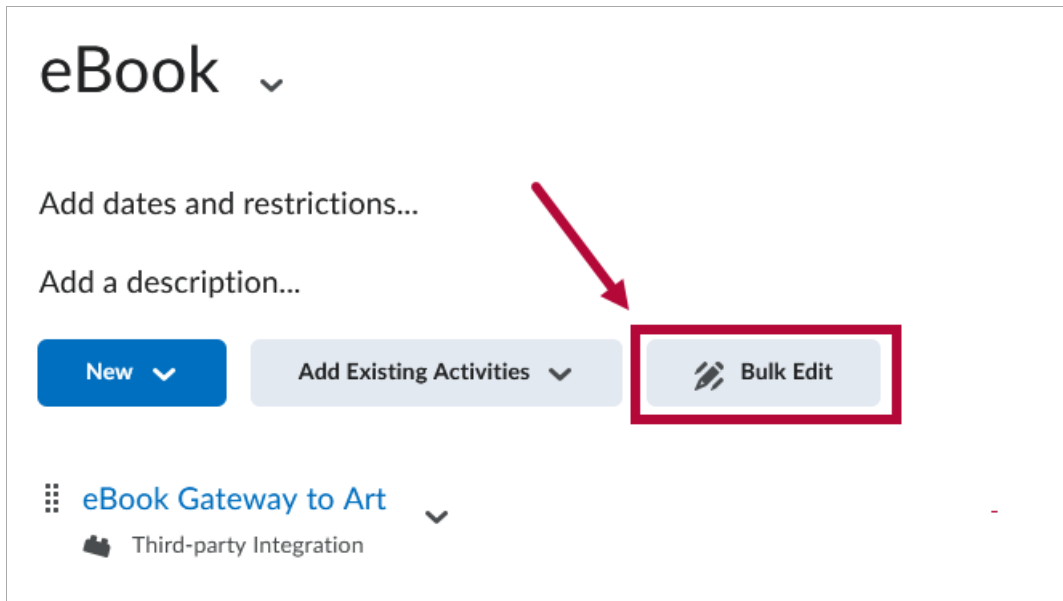 eBook
Add dates and restrictions...
Add a description...
New
Add Existing Activities
Bulk Edit
eBook Gateway to Art
Third-party Integration